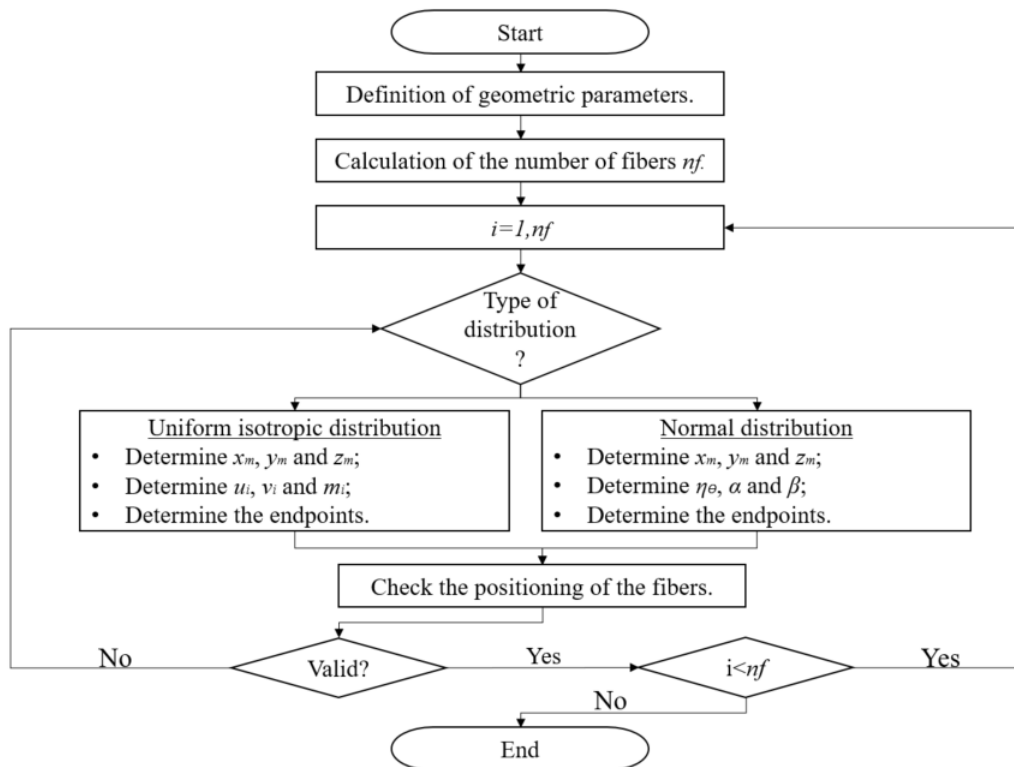 Start
Definition of geometric parameters.
Calculation of the number of fibers nf.
i=1,nf
Type of
distribution
?
Uniform isotropic distribution
• Determine xm, ym and zm;
• Determine ui, vi and mi;
• Determine the endpoints.
Normal distribution
• Determine xm, ym and zm;
• Determine ηθ, α and β;
• Determine the endpoints.
Check the positioning of the fibers.
No
Valid?
Yes
i<nf
Yes
No
End